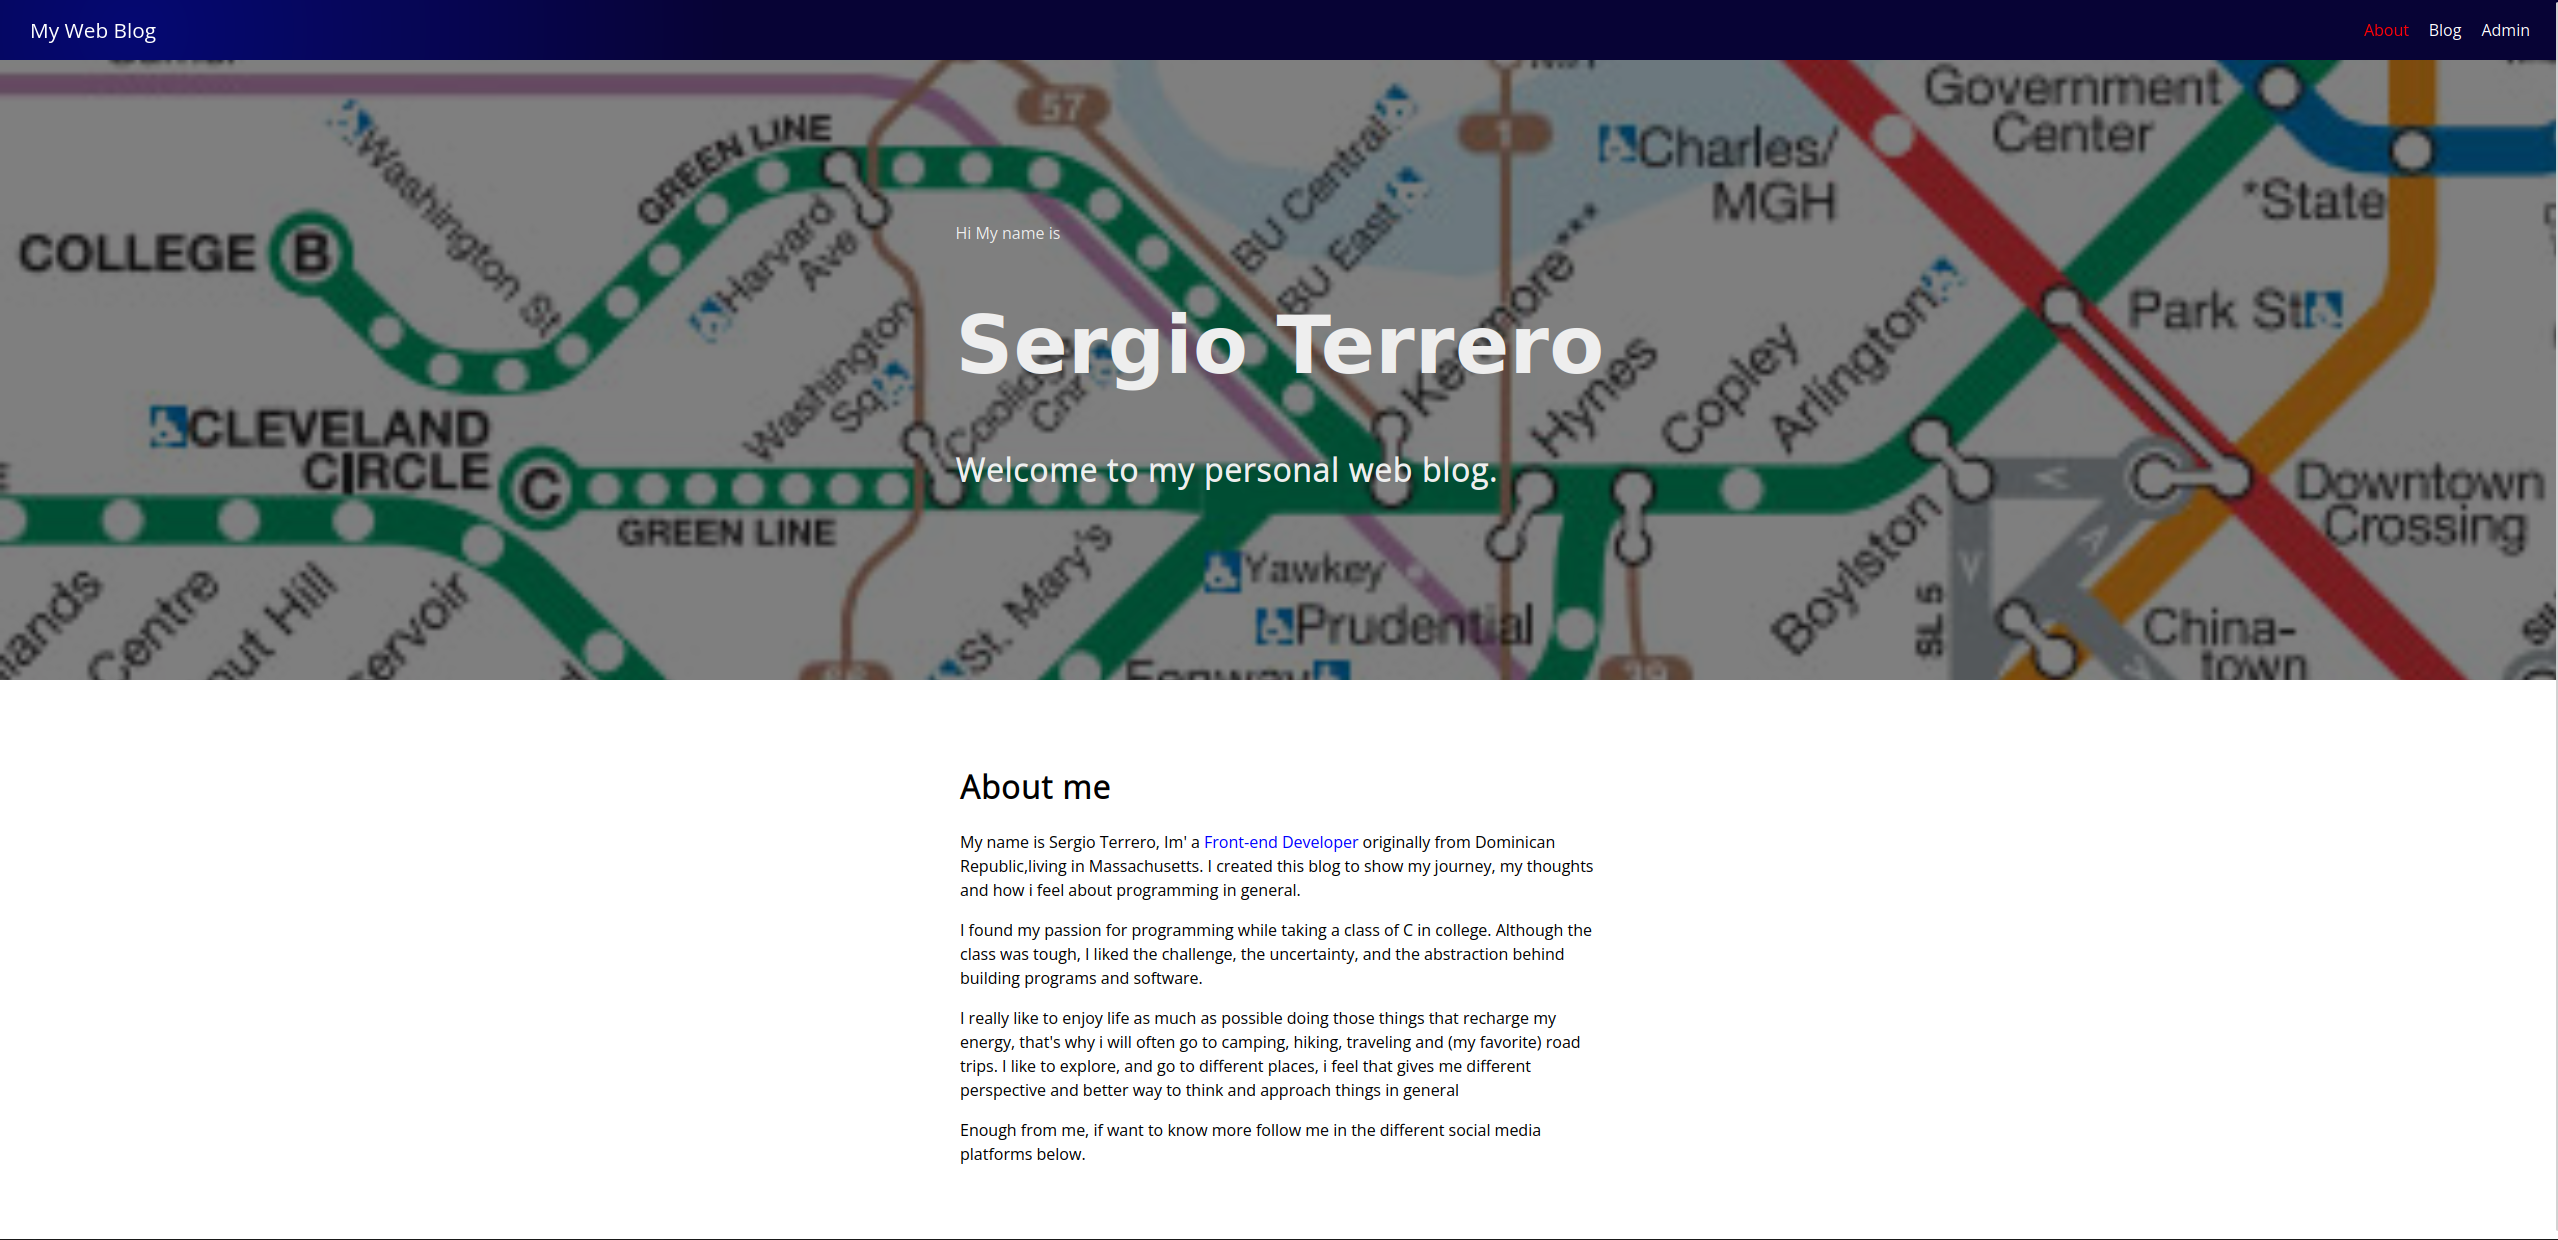 My Web Blog
About Blog Admin
57
1
Government
Center
Charles/
MGH
*State
Washington St
GREEN LINE
Harvard
Ave
BU Central
BU East
Kenmore***
Hi My name is
COLLEGE B
Park St
Arlington
Sergio Terrero
Washington
Sq
Coolidge
Cnr
Hynes
Copley
CLEVELAND
CIRCLE C
Welcome to my personal web blog.
GREEN LINE
Downtown
Crossing
Boylston
St. Mary's
Yawkey
Prudential
Fenway
SL 5
China-
town
Centre
39
About me
My name is Sergio Terrero, Im' a Front-end Developer originally from Dominican
Republic,living in Massachusetts. I created this blog to show my journey, my thoughts
and how i feel about programming in general.
I found my passion for programming while taking a class of C in college. Although the
class was tough, I liked the challenge, the uncertainty, and the abstraction behind
building programs and software.
I really like to enjoy life as much as possible doing those things that recharge my
energy, that's why i will often go to camping, hiking, traveling and (my favorite) road
trips. I like to explore, and go to different places, i feel that gives me different
perspective and better way to think and approach things in general
Enough from me, if want to know more follow me in the different social media
platforms below.